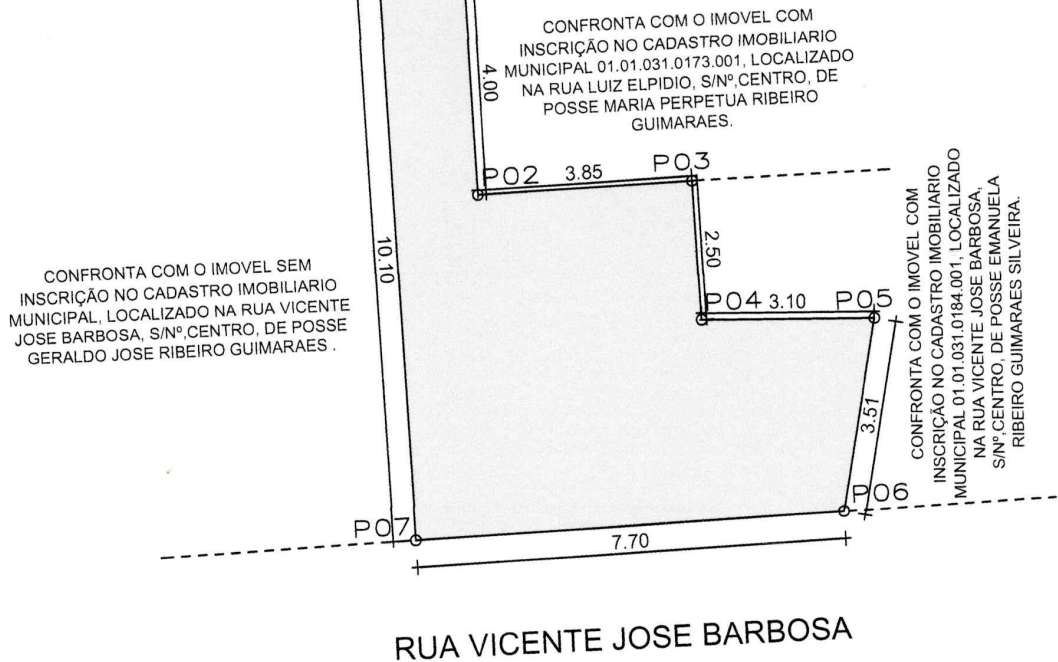 CONFRONTA COM O IMOVEL COM
INSCRIÇÃO NO CADASTRO IMOBILIARIO
MUNICIPAL 01.01.031.0173.001, LOCALIZADO
NA RUA LUIZ ELPIDIO, S/Nº,CENTRO, DE
POSSE MARIA PERPETUA RIBEIRO
GUIMARAES.
4.00
P02
3.85
P03
10.10
2.50
CONFRONTA COM O IMOVEL SEM
INSCRIÇÃO NO CADASTRO IMOBILIARIO
MUNICIPAL, LOCALIZADO NA RUA VICENTE
JOSE BARBOSA, S/Nº,CENTRO, DE POSSE
GERALDO JOSE RIBEIRO GUIMARAES .
P04
3.10
P05
CONFRONTA COM O IMOVEL COM
INSCRIÇÃO NO CADASTRO IMOBILIARIO
MUNICIPAL 01.01.031.0184.001, LOCALIZADO
NA RUA VICENTE JOSE BARBOSA,
S/Nº,CENTRO, DE POSSE EMANUELA
RIBEIRO GUIMARAES SILVEIRA.
3.51
P06
P07
7.70
RUA VICENTE JOSE BARBOSA